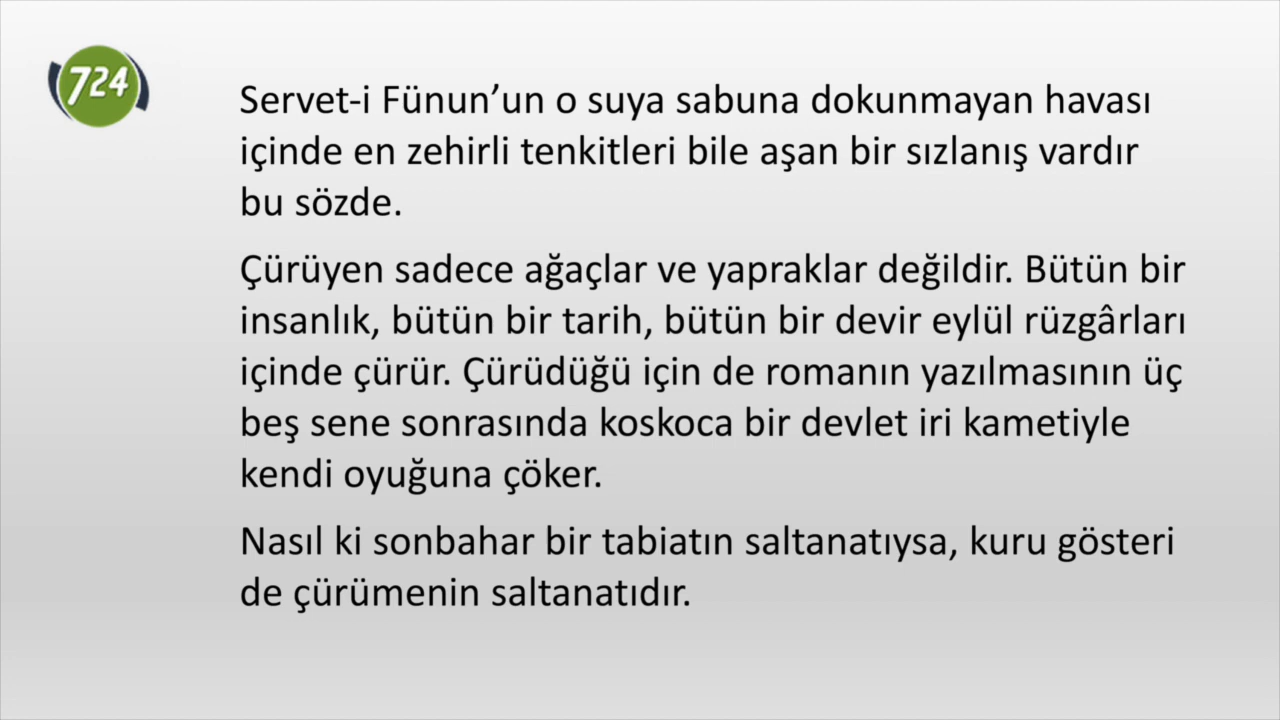 724
Servet-i Fünun’un o suya sabuna dokunmayan havası
içinde en zehirli tenkitleri bile aşan bir sızlanış vardır
bu sözde.
Çürüyen sadece ağaçlar ve yapraklar değildir. Bütün bir
insanlık, bütün bir tarih, bütün bir devir eylül rüzgârları
içinde çürür. Çürüdüğü için de romanın yazılmasının üç
beş sene sonrasında koskoca bir devlet iri kametiyle
kendi oyuğuna çöker.
Nasıl ki sonbahar bir tabiatın saltanatıysa, kuru gösteri
de çürümenin saltanatıdır.